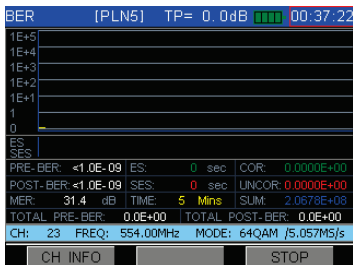 BER [PLN5] TP= 0.0dB 00:37:22
1E+5
1E+4
1E+3
1E+2
1E+1
1
0
ES
SES
PRE-BER: <1.0E-09 ES: 0 sec COR: 0.0000E+00
POST-BER: <1.0E-09 SES: 0 sec UNCOR: 0.0000E+00
MER: 31.4 dB TIME: 5 Mins SUM: 2.0678E+08
TOTAL PRE-BER: 0.0E+00 TOTAL POST-BER: 0.0E+00
CH: 23 FREQ: 554.00MHz MODE: 64QAM /5.057MS/s
CH INFO STOP